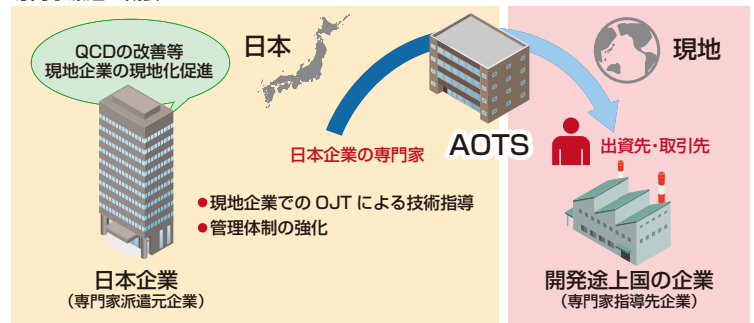 QCDの改善等
現地企業の現地化促進
日本
現地
日本企業の専門家
AOTS
出資先・取引先
●現地企業での OJT による技術指導
●管理体制の強化
日本企業
（専門家派遣元企業）
開発途上国の企業
（専門家指導先企業）